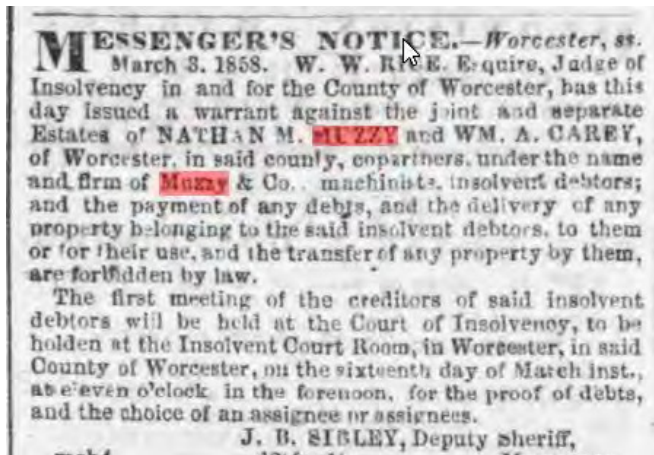 MESSENGER'S NOTICE.—Worcester, ss.
March 3, 1858. W. W. RICE, Esquire, Judge of
Insolvency in and for the County of Worcester, has this
day issued a warrant against the joint and separate
Estates of NATHAN M. MUZZY and WM. A. CAREY,
of Worcester, in said county, copartners, under the name
and firm of Muzzy & Co., machinists, insolvent debtors;
and the payment of any debts, and the delivery of any
property belonging to the said insolvent debtors, to them
or for their use, and the transfer of any property by them,
are forbidden by law.
The first meeting of the creditors of said insolvent
debtors will be held at the Court of Insolvency, to be
holden at the Insolvent Court Room, in Worcester, in said
County of Worcester, on the sixteenth day of March inst.,
at eleven o'clock in the forenoon, for the proof of debts,
and the choice of an assignee or assignees.
J. B. SIBLEY, Deputy Sheriff,